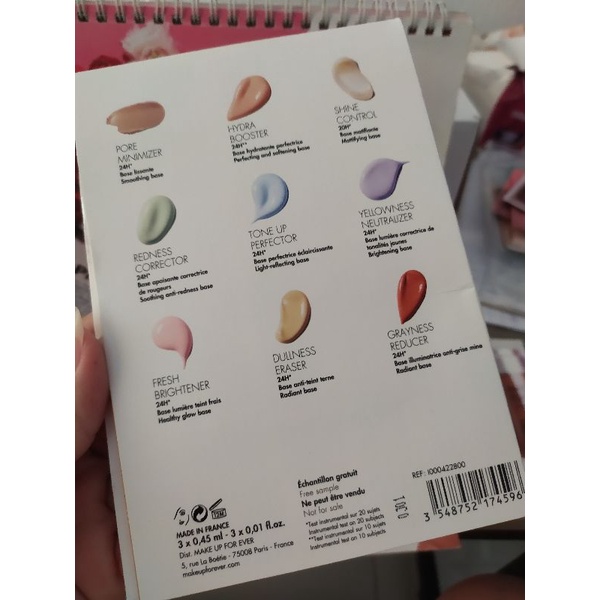 PORE
MINIMIZER
24H*
Base lissante
Smoothing base
HYDRA
BOOSTER
24H**
Base hydratante perfectrice
Perfecting and softening base
SHINE
CONTROL
20H*
Base matifiante
Mattifying base
REDNESS
CORRECTOR
24H*
Base apaisante correctrice
de rougeurs
Soothing anti-redness base
TONE UP
PERFECTOR
24H*
Base perfectrice éclaircissante
Light-reflecting base
YELLOWNESS
NEUTRALIZER
24H*
Base lumière correctrice de
tonalités jaunes
Brightening base
FRESH
BRIGHTENER
24H*
Base lumière teint frais
Healthy glow base
DULLNESS
ERASER
24H*
Base anti-teint terne
Radiant base
GRAYNESS
REDUCER
24H*
Base illuminatrice anti-grise mine
Radiant base
12M
MADE IN FRANCE
3 x 0,45 ml - 3 x 0,01 fl.oz.
Dist. MAKE UP FOR EVER
5, rue La Boétie - 75008 Paris - France
makeupforever.com
Échantillon gratuit
Free sample
Ne peut être vendu
Not for sale
*Test instrumental sur 20 sujets
Instrumental test on 20 subjects
**Test instrumental sur 10 sujets
Instrumental test on 10 subjects
REF: I000422800
3 548752 174596